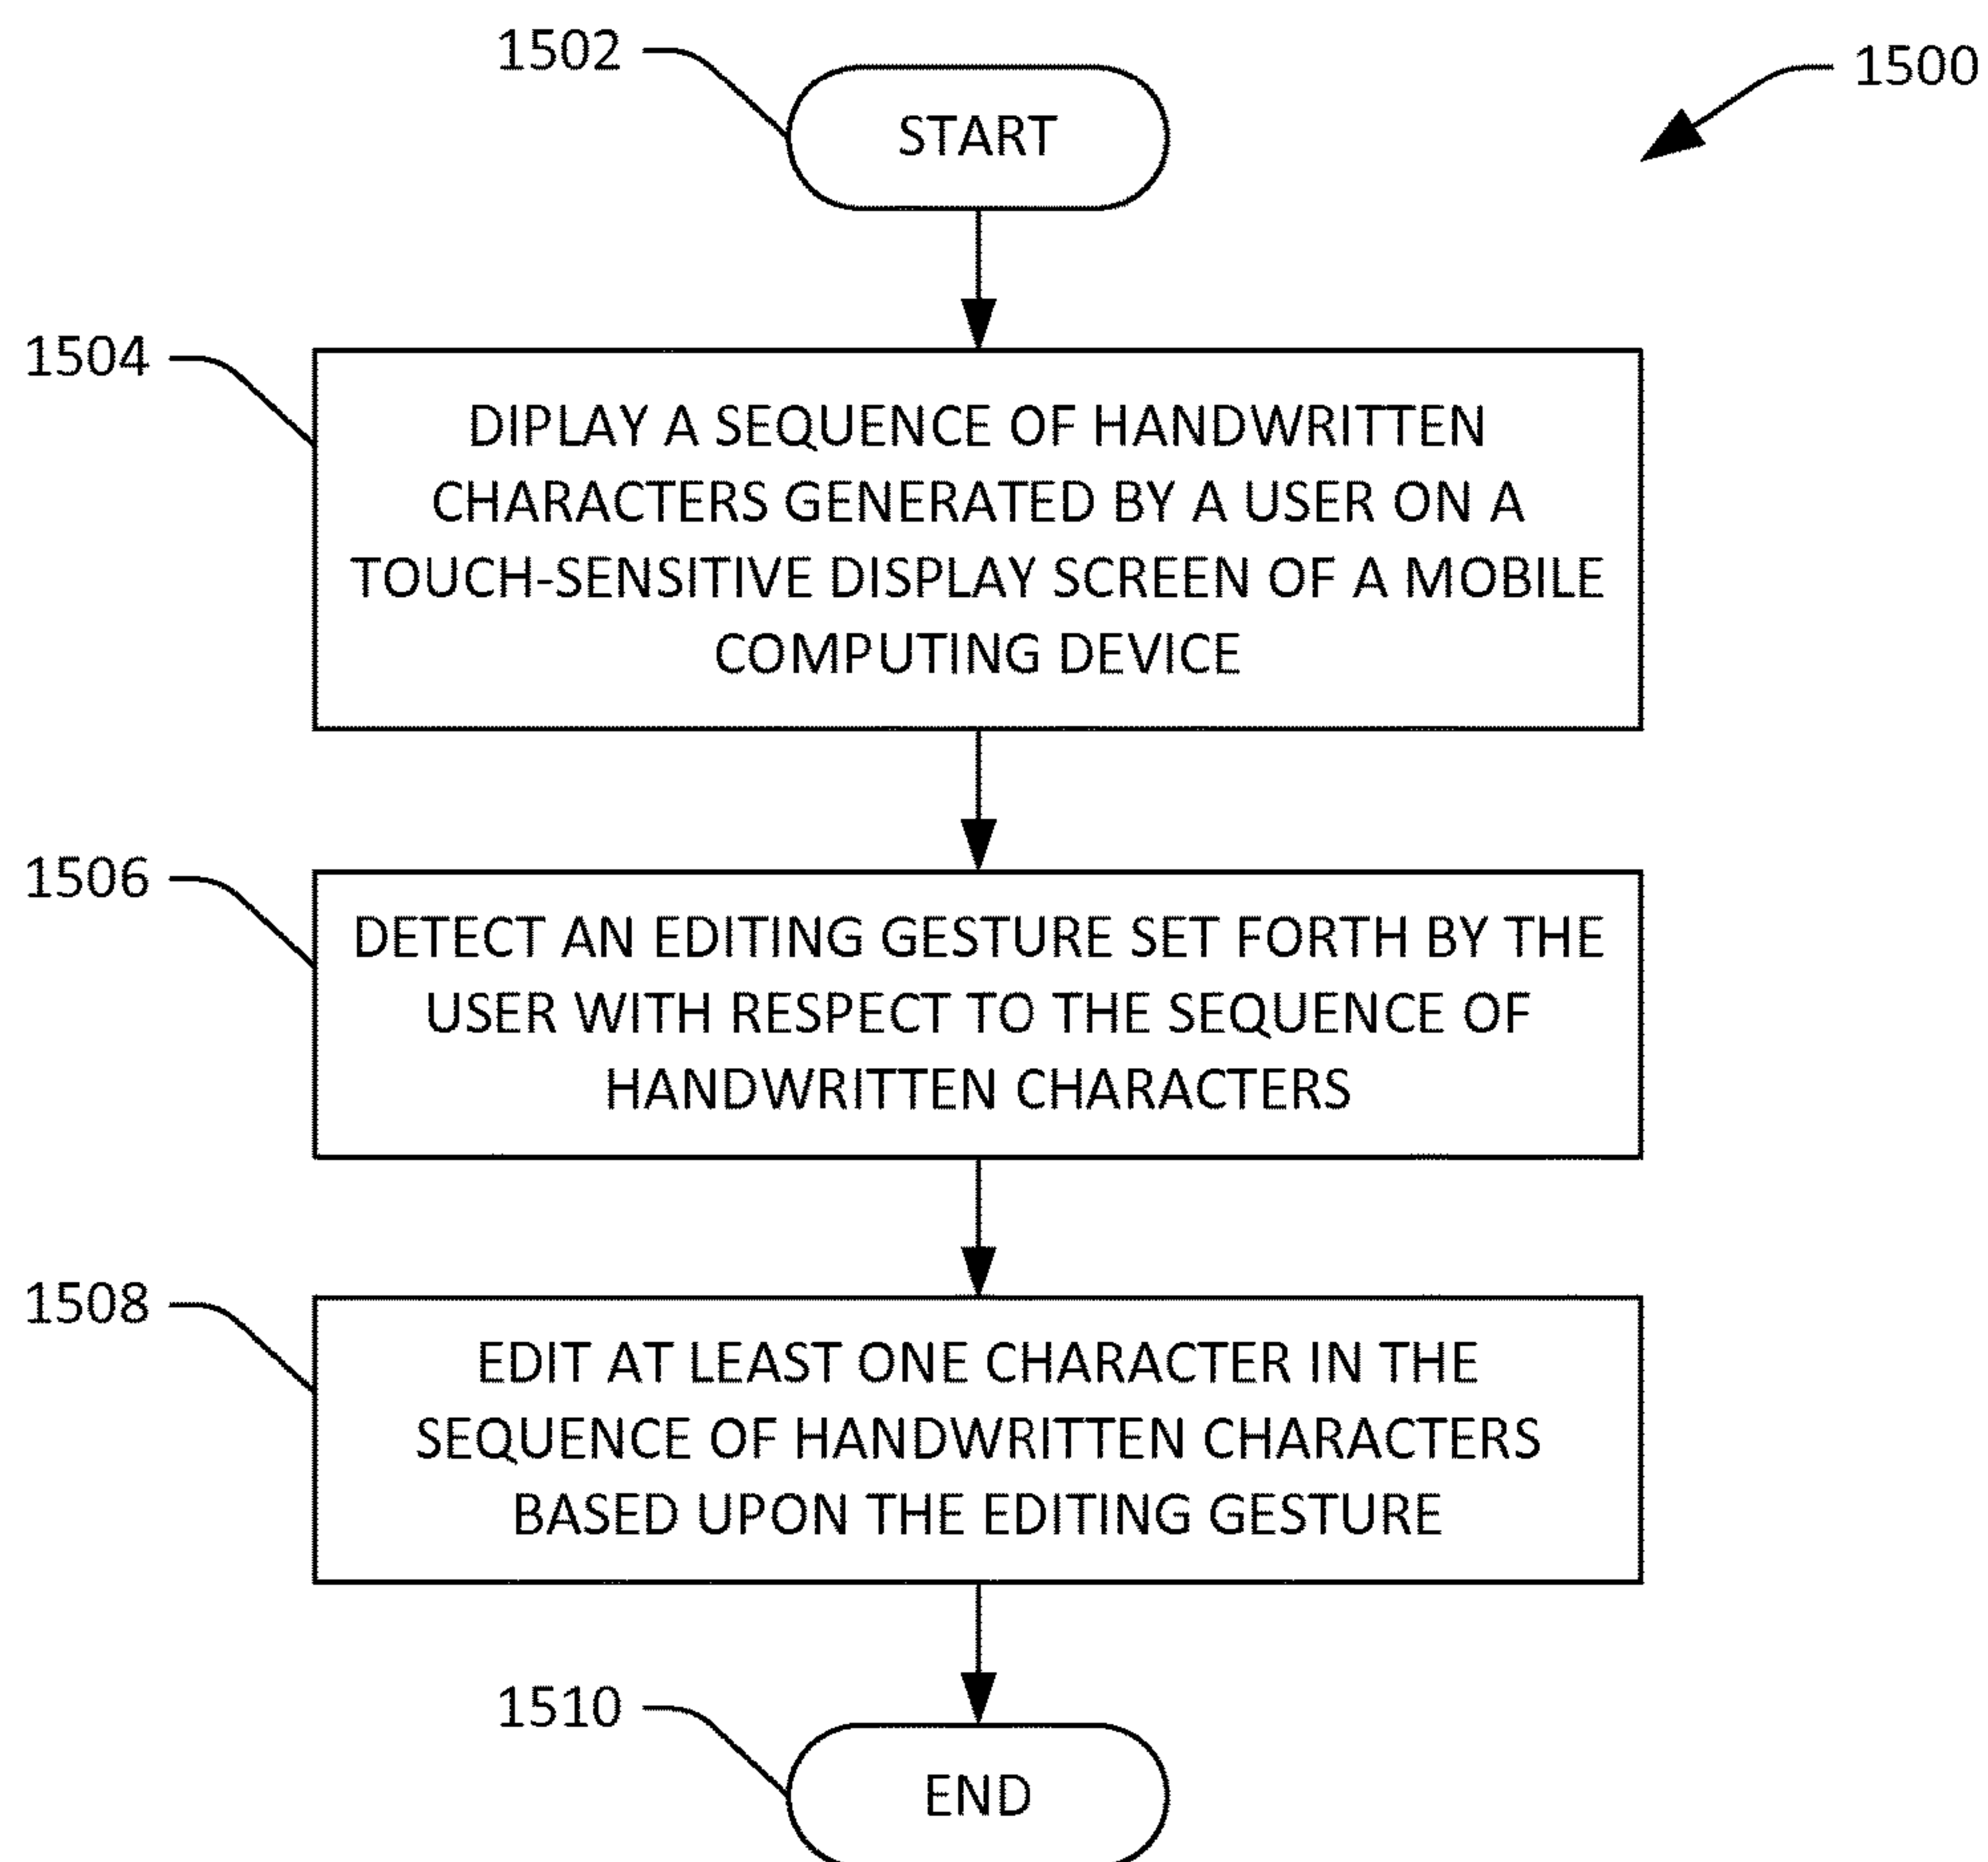 1502
1500
START
1504
DIPLAY A SEQUENCE OF HANDWRITTEN
CHARACTERS GENERATED BY A USER ON A
TOUCH-SENSITIVE DISPLAY SCREEN OF A MOBILE
COMPUTING DEVICE
1506
DETECT AN EDITING GESTURE SET FORTH BY THE
USER WITH RESPECT TO THE SEQUENCE OF
HANDWRITTEN CHARACTERS
1508
EDIT AT LEAST ONE CHARACTER IN THE
SEQUENCE OF HANDWRITTEN CHARACTERS
BASED UPON THE EDITING GESTURE
1510
END